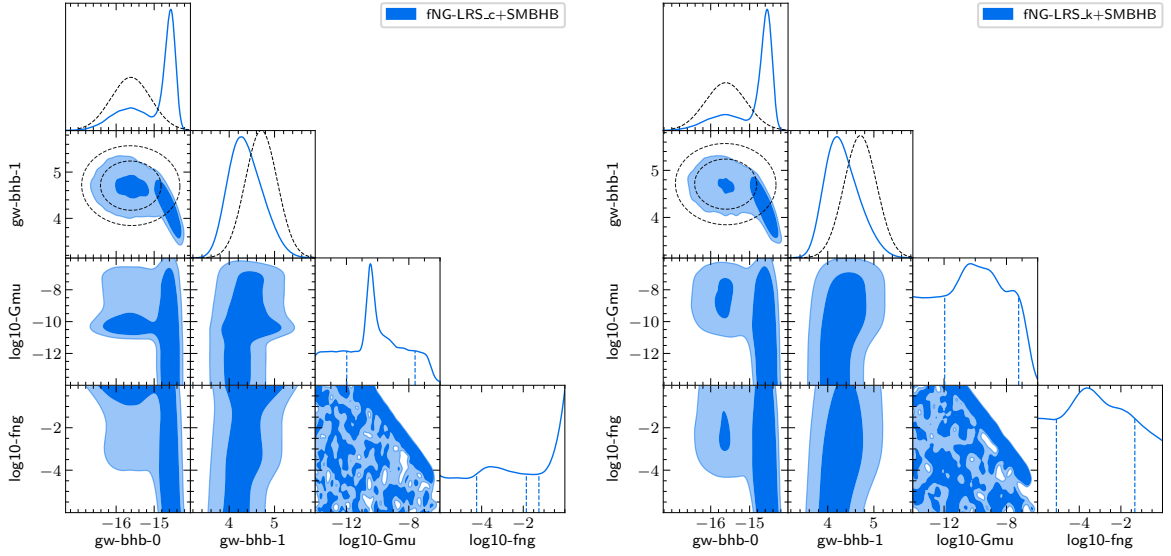 fNG-LRS_c+SMBHB
gw-bhb-1
5
4
log10-Gmu
−8
−10
−12
log10-fng
−2
−4
−16 −15
gw-bhb-0
4 5
gw-bhb-1
−12 −8
log10-Gmu
−4 −2
log10-fng
fNG-LRS_k+SMBHB
gw-bhb-1
5
4
log10-Gmu
−8
−10
−12
log10-fng
−2
−4
−16 −15
gw-bhb-0
4 5
gw-bhb-1
−12 −8
log10-Gmu
−4 −2
log10-fng